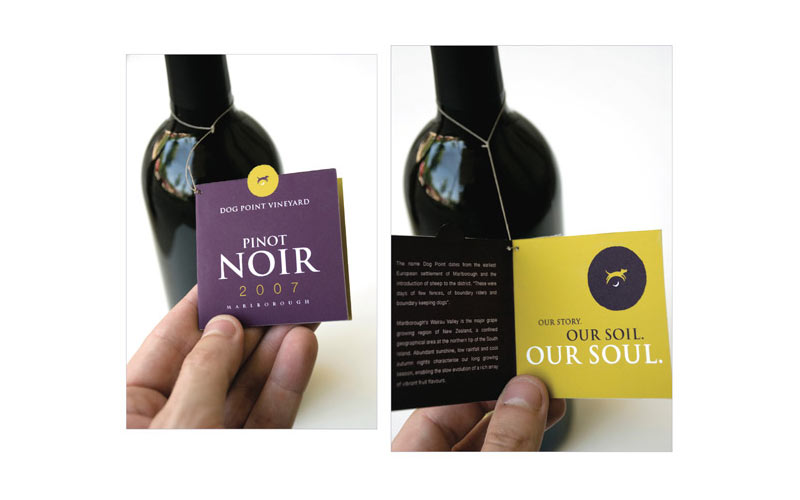 DOG POINT VINEYARD
PINOT
NOIR
2007
MARLBOROUGH
The name Dog Point dates from the earliest
European settlement of Marlborough and the
introduction of sheep to the district. "These were
days of few fences, of boundary riders and
boundary keeping dogs".
Marlborough's Wairau Valley is the major grape
growing region of New Zealand, a confined
geographical area at the northern tip of the South
Island. Abundant sunshine, low rainfall and cool
autumn nights characterise our long growing
season, enabling the slow evolution of a rich array
of vibrant fruit flavours.
OUR STORY.
OUR SOIL.
OUR SOUL.